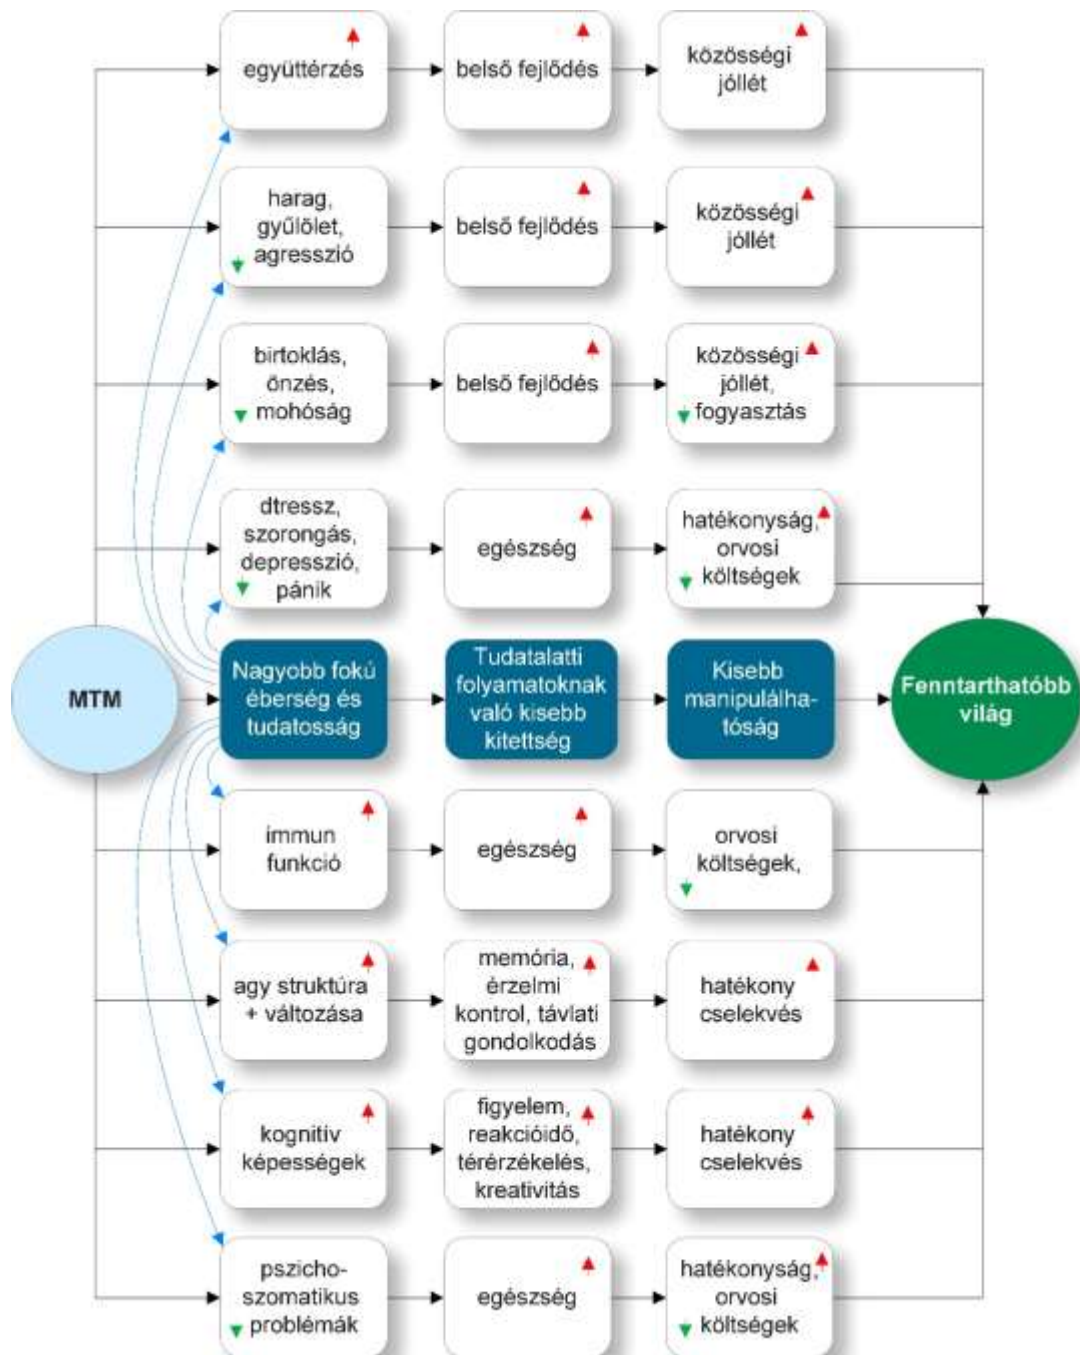 együttérzés
belső fejlődés
közösségi
jóllét
harag,
gyűlölet,
agresszió
belső fejlődés
közösségi
jóllét
birtoklás,
önzés,
mohóság
belső fejlődés
közösségi
jóllét,
fogyasztás
dtressz,
szorongás,
depresszió,
pánik
egészség
hatékonyság,
orvosi
költségek
MTM
Nagyobb fokú
éberség és
tudatosság
Tudatalatti
folyamatoknak
való kisebb
kitettség
Kisebb
manipulálha-
tóság
Fenntarthatóbb
világ
immun
funkció
egészség
orvosi
költségek,
agy struktúra
+ változása
memória,
érzelmi
kontrol, távlati
gondolkodás
hatékony
cselekvés
kognitív
képességek
figyelem,
reakcióidő,
térérzékelés,
kreativitás
hatékony
cselekvés
pszicho-
szomatikus
problémák
egészség
hatékonyság,
orvosi
költségek